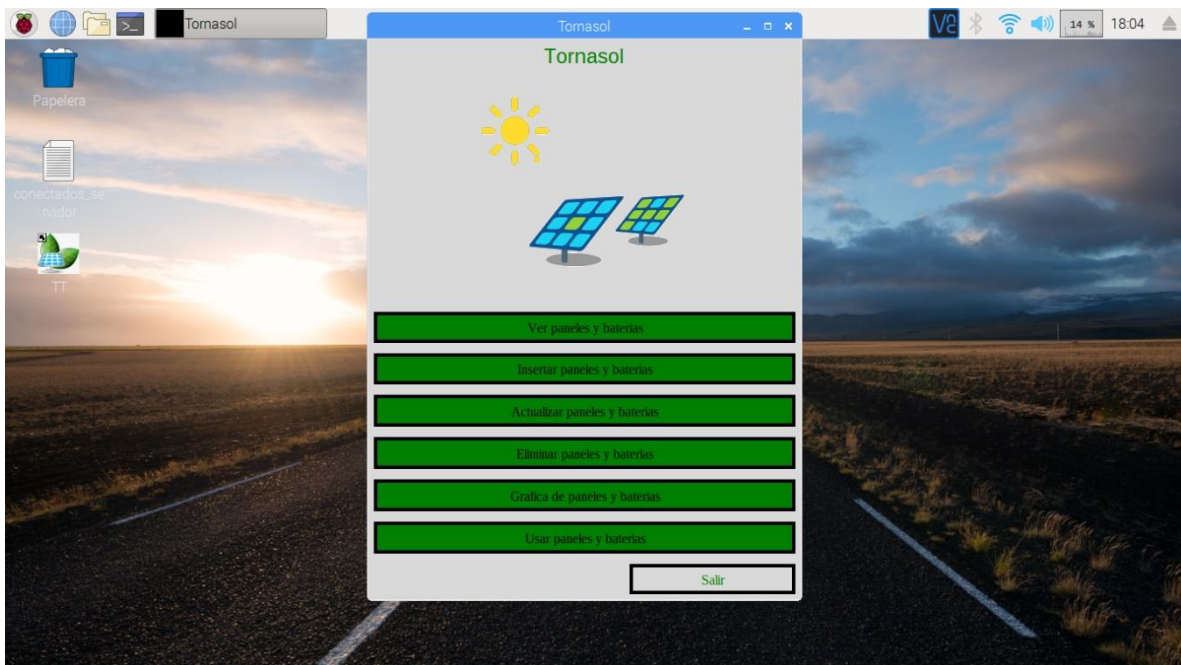 Tornasol
Tornasol
V2
14 %
18:04
Papelera
conectados_se
rvidor
TT
Tornasol
Ver paneles y baterias
Insertar paneles y baterias
Actualizar paneles y baterias
Eliminar paneles y baterias
Grafica de paneles y baterias
Usar paneles y baterias
Salir